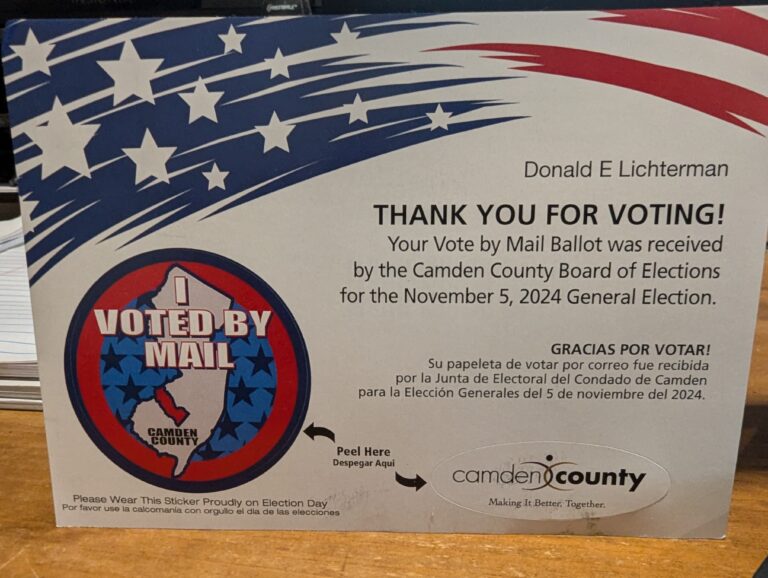 Donald E Lichterman
THANK YOU FOR VOTING!
Your Vote by Mail Ballot was received
by the Camden County Board of Elections
for the November 5, 2024 General Election.
I
VOTED BY
MAIL
CAMDEN
COUNTY
GRACIAS POR VOTAR!
Su papeleta de votar por correo fue recibida
por la Junta de Electoral del Condado de Camden
para la Elección Generales del 5 de noviembre del 2024.
Peel Here
Despegar Aqui
camden county
Making It Better, Together.
Please Wear This Sticker Proudly on Election Day
Por favor use la calcomanía con orgullo el dia de las elecciones